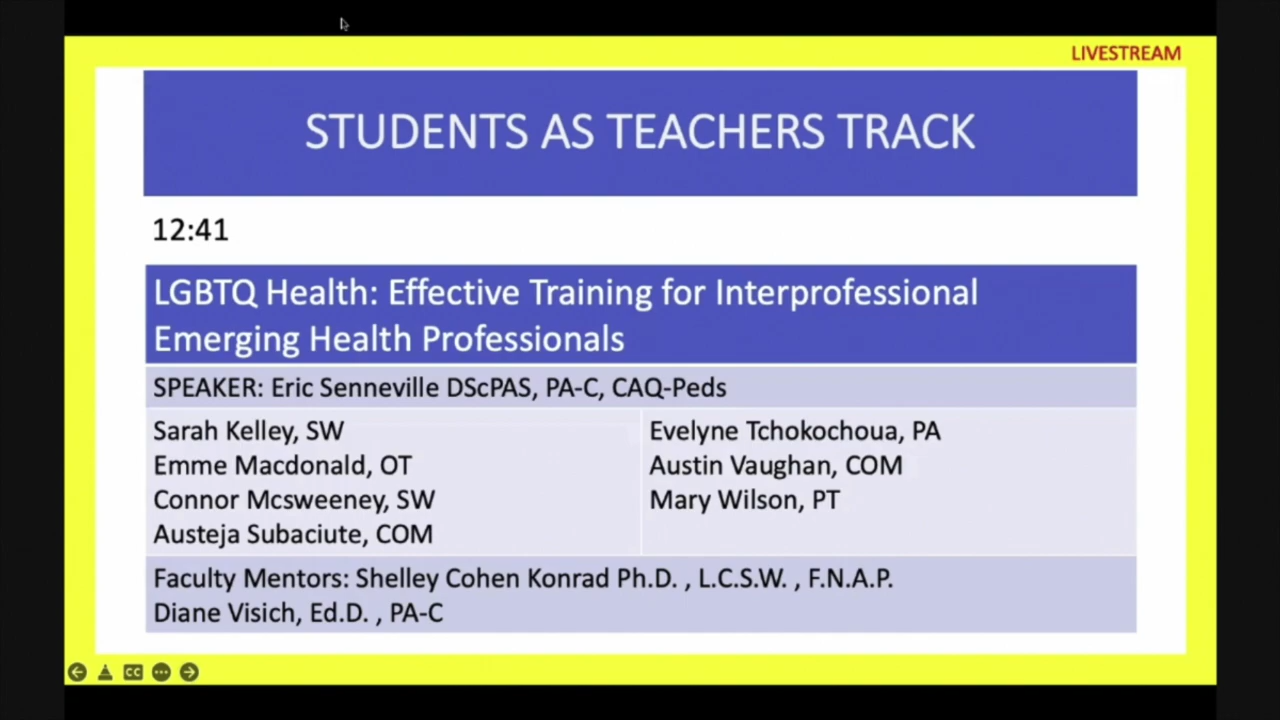 LIVESTREAM
STUDENTS AS TEACHERS TRACK
12:41
LGBTQ Health: Effective Training for Interprofessional
Emerging Health Professionals
SPEAKER: Eric Senneville DScPAS, PA-C, CAQ-Peds
Sarah Kelley, SW
Emme Macdonald, OT
Connor Mcsweeney, SW
Austeja Subaciute, COM
Evelyne Tchokochoua, PA
Austin Vaughan, COM
Mary Wilson, PT
Faculty Mentors: Shelley Cohen Konrad Ph.D. , L.C.S.W. , F.N.A.P.
Diane Visich, Ed.D. , PA-C
CC